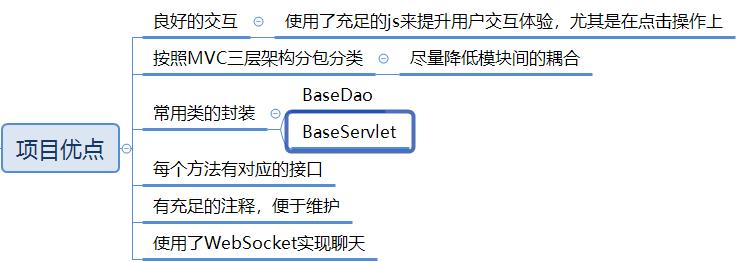 良好的交互
使用了充足的js来提升用户交互体验，尤其是在点击操作上
按照MVC三层架构分包分类
尽量降低模块间的耦合
常用类的封装
BaseDao
BaseServlet
项目优点
每个方法有对应的接口
有充足的注释，便于维护
使用了WebSocket实现聊天